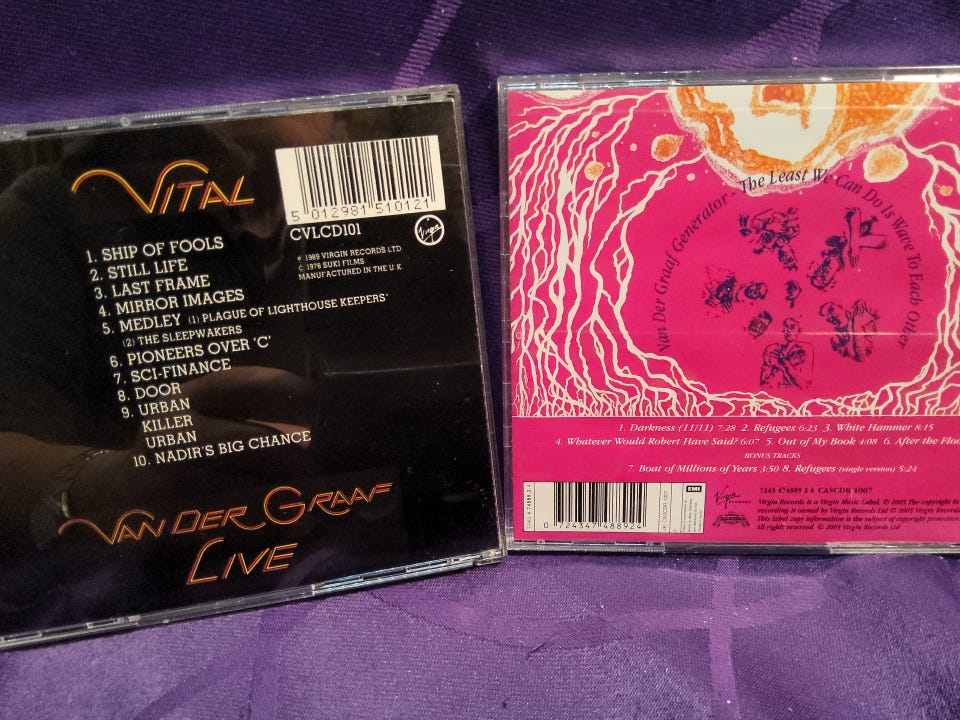 VITAL
5 012981 510121
CVLCD101
1. SHIP OF FOOLS
2. STILL LIFE
3. LAST FRAME
4. MIRROR IMAGES
5. MEDLEY (1) PLAGUE OF LIGHTHOUSE KEEPERS'
(2) THE SLEEPWAKERS
6. PIONEERS OVER 'C'
7. SCI-FINANCE
8. DOOR
9. URBAN
KILLER
URBAN
10. NADIR'S BIG CHANCE
℗ 1989 VIRGIN RECORDS LTD.
© 1978 SUKI FILMS
MANUFACTURED IN THE U.K.
Virgin
VAN DER GRAAF
LIVE
Van Der Graaf Generator - The Least We Can Do Is Wave To Each Other
1. Darkness (11/11) 7:28 2. Refugees 6:23 3. White Hammer 8:15
4. Whatever Would Robert Have Said? 6:07 5. Out of My Book 4:08 6. After the Floo
BONUS TRACKS
7. Boat of Millions of Years 3:50 8. Refugees (single version) 5:24
0 724347 488924
EMI
Virgin
7243 474889 2 4 CASCDR 1007
Virgin Records is a Virgin Music Label. ℗ 2005 The copyright in
recording is owned by Virgin Records Ltd © 2005 Virgin Records
This label copy information is the subject of copyright protection.
All rights reserved. © 2005 Virgin Records Ltd
CHARISMA